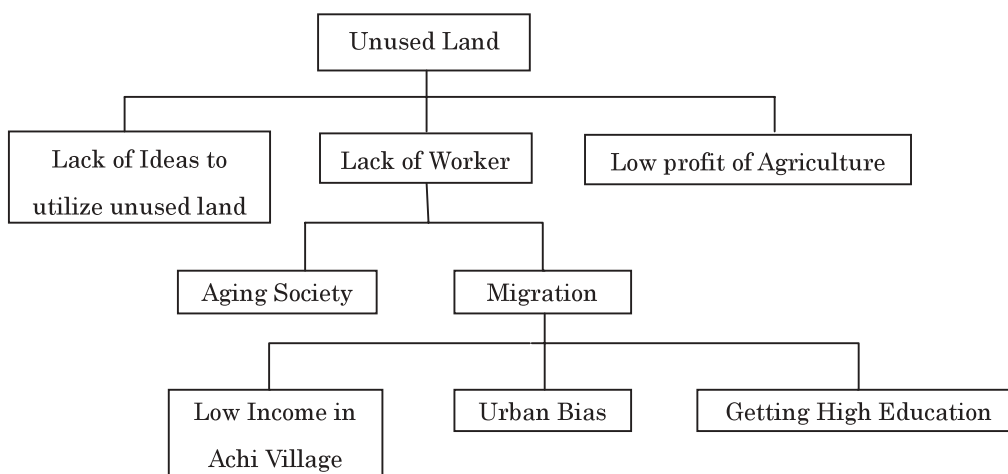 Unused Land
Lack of Ideas to
utilize unused land
Lack of Worker
Low profit of Agriculture
Aging Society
Migration
Low Income in
Achi Village
Urban Bias
Getting High Education